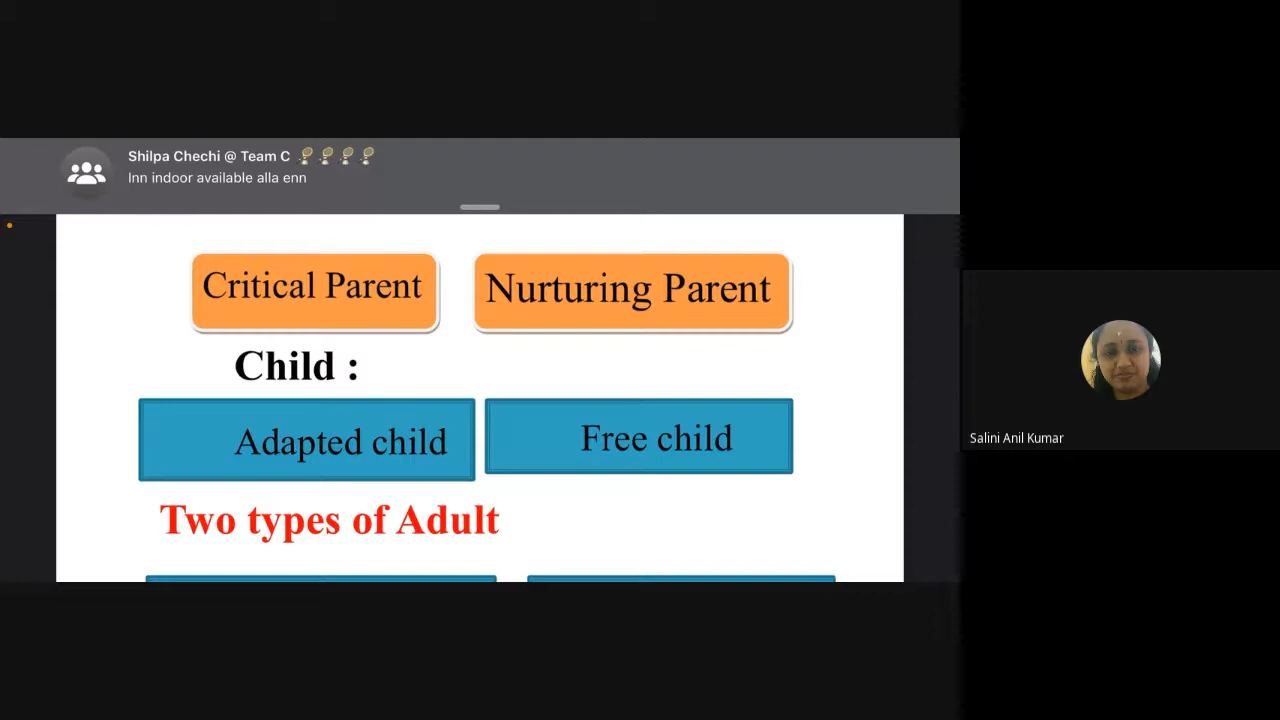 Shilpa Chechi @ Team C
Inn indoor available alla enn
Critical Parent
Nurturing Parent
Child :
Adapted child
Free child
Two types of Adult
Salini Anil Kumar